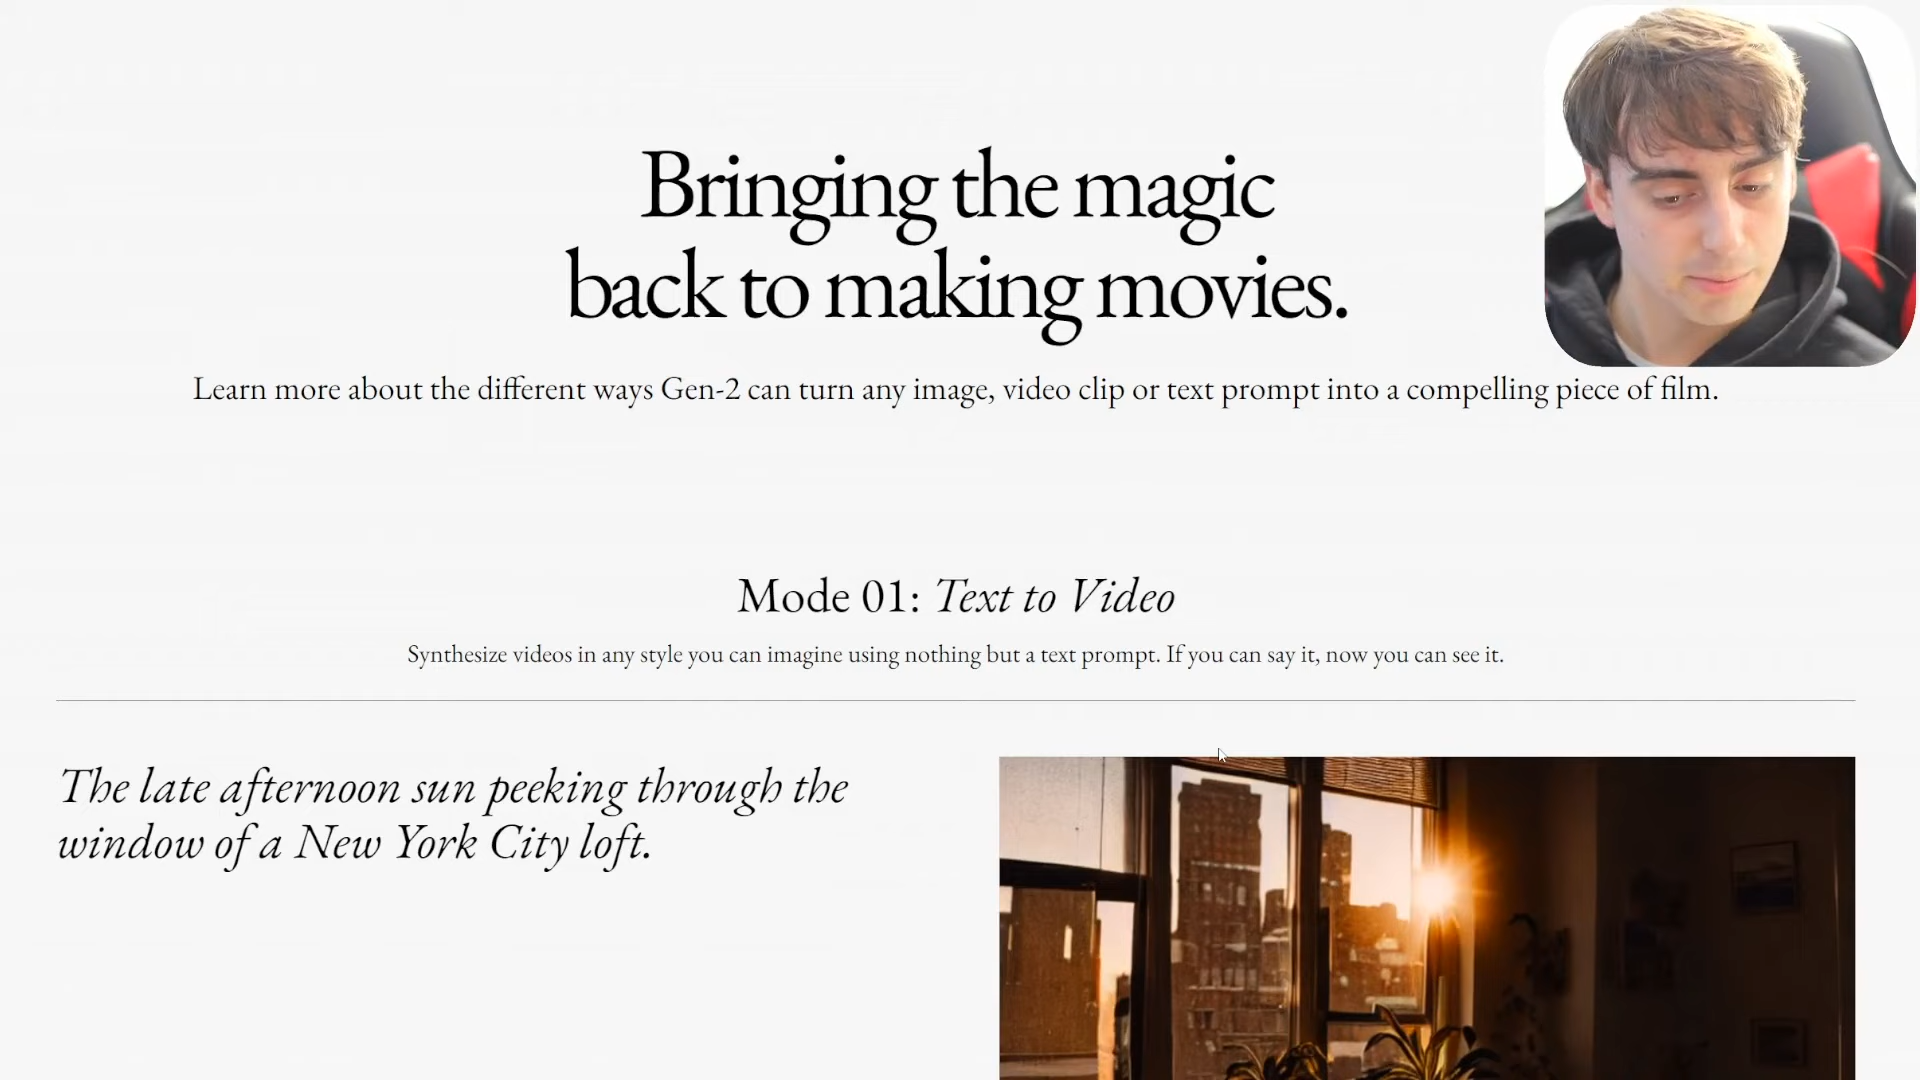 Bringing the magic
back to making movies.
Learn more about the different ways Gen-2 can turn any image, video clip or text prompt into a compelling piece of film.
Mode 01: Text to Video
Synthesize videos in any style you can imagine using nothing but a text prompt. If you can say it, now you can see it.
The late afternoon sun peeking through the
window of a New York City loft.